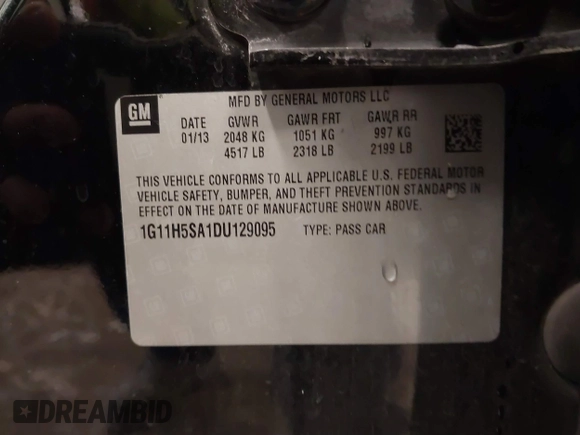 GM
MFD BY GENERAL MOTORS LLC
DATE GVWR GAWR FRT GAWR RR
01/13 2048 KG 1051 KG 997 KG
4517 LB 2318 LB 2199 LB
THIS VEHICLE CONFORMS TO ALL APPLICABLE U.S. FEDERAL MOTOR
VEHICLE SAFETY, BUMPER, AND THEFT PREVENTION STANDARDS IN
EFFECT ON THE DATE OF MANUFACTURE SHOWN ABOVE.
1G11H5SA1DU129095 TYPE: PASS CAR
DREAMBID